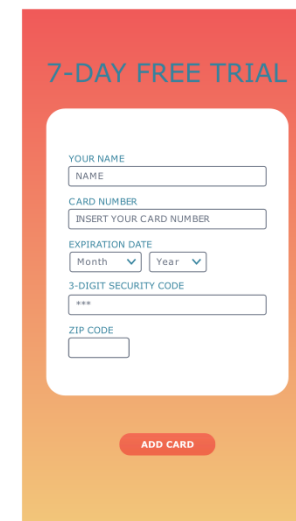 7-DAY FREE TRIAL
YOUR NAME
NAME
CARD NUMBER
INSERT YOUR CARD NUMBER
EXPIRATION DATE
Month Year
3-DIGIT SECURITY CODE
***
ZIP CODE
ADD CARD